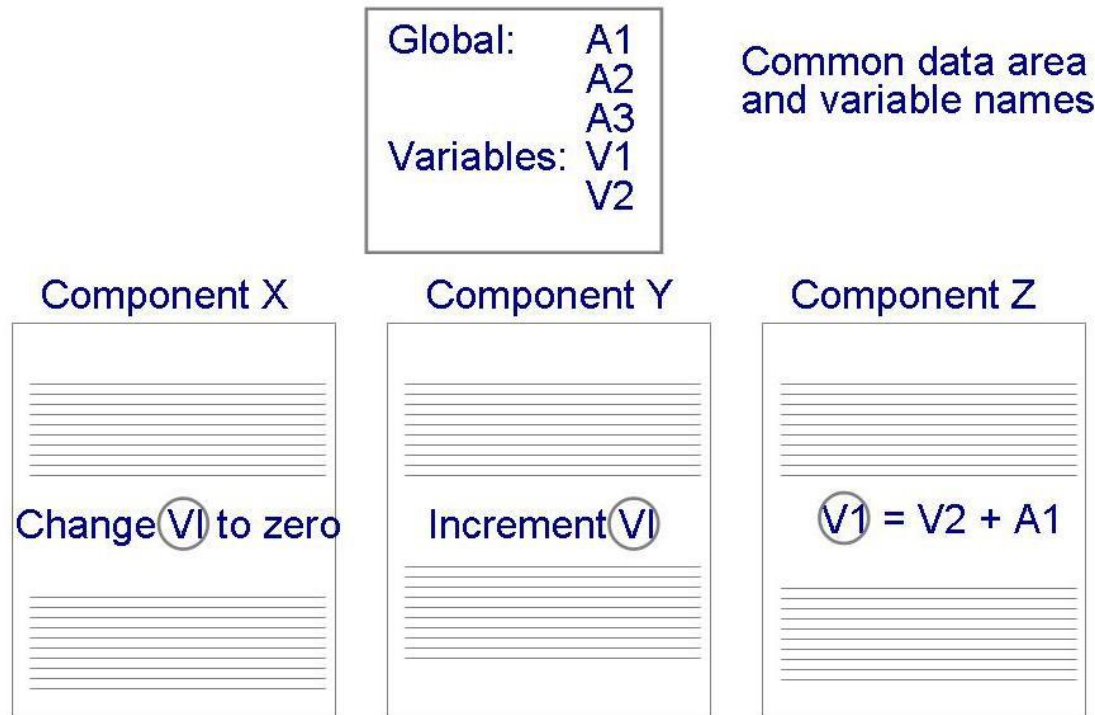 Global: A1
A2
A3
Variables: V1
V2
Common data area
and variable names
Component X
Component Y
Component Z
Change VI to zero
Increment VI
V1 = V2 + A1